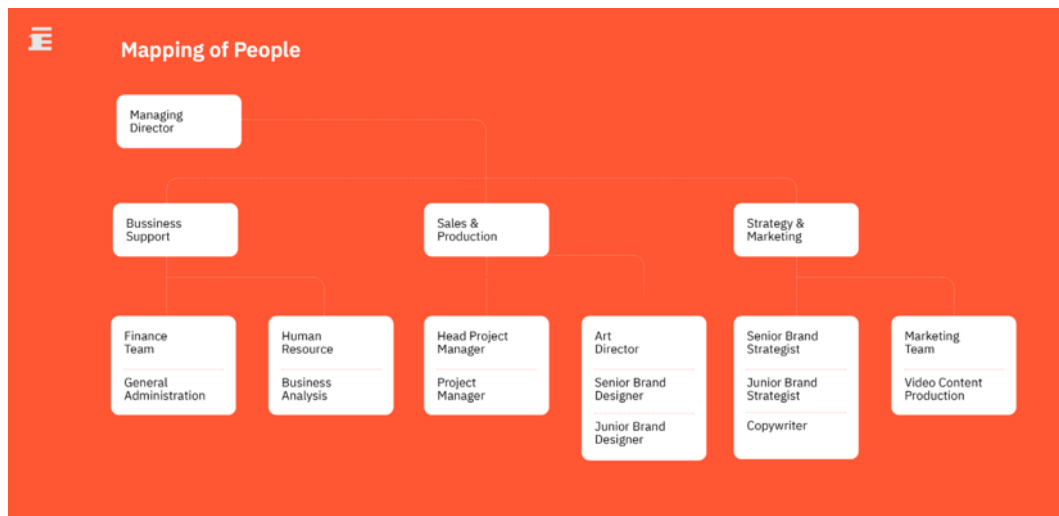 Mapping of People
Managing
Director
Bussiness
Support
Sales &
Production
Strategy &
Marketing
Finance
Team
General
Administration
Human
Resource
Business
Analysis
Head Project
Manager
Project
Manager
Art
Director
Senior Brand
Designer
Junior Brand
Designer
Senior Brand
Strategist
Junior Brand
Strategist
Copywriter
Marketing
Team
Video Content
Production